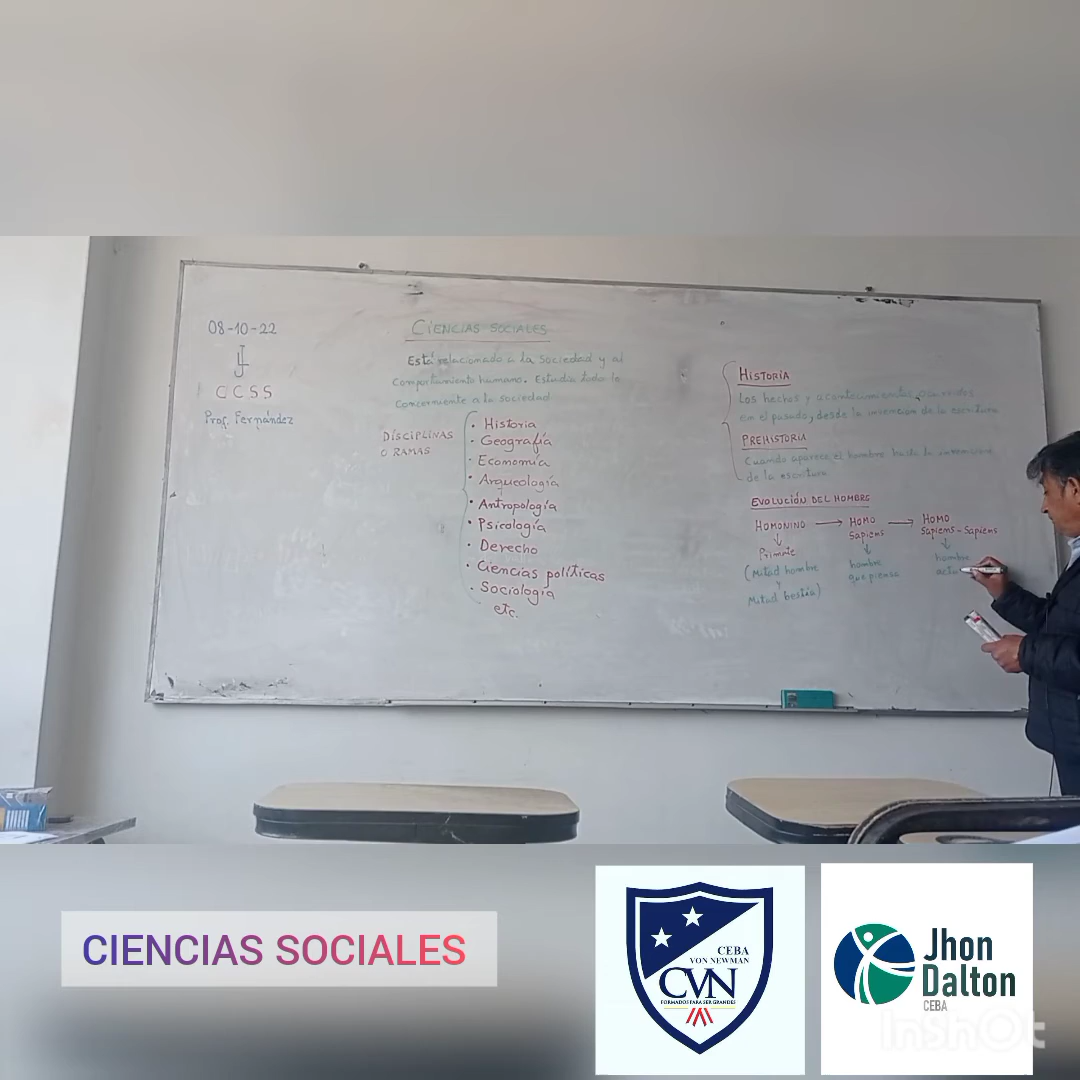 08-10-22
CCSS
Prof. Fernández
CIENCIAS SOCIALES
Está relacionado a la sociedad y al
comportamiento humano. Estudia todo lo
concerniente a la sociedad
DISCIPLINAS
O RAMAS
• Historia
• Geografía
• Economía
• Arqueología
• Antropología
• Psicología
• Derecho
• Ciencias políticas
• Sociología
etc.
HISTORIA
Los hechos y acontecimientos ocurridos
en el pasado, desde la invención de la escritura
PREHISTORIA
Cuando aparece el hombre hasta la invención
de la escritura
EVOLUCIÓN DEL HOMBRE
HOMONINO → HOMO → HOMO
Sapiens Sapiens-Sapiens
Primate
hombre hombre
(Mitad hombre que piensa actu
y
Mitad bestia)
CIENCIAS SOCIALES
CEBA
VON NEWMAN
CVN
FORMADOS PARA SER GRANDES
Jhon
Dalton
CEBA
InShOt